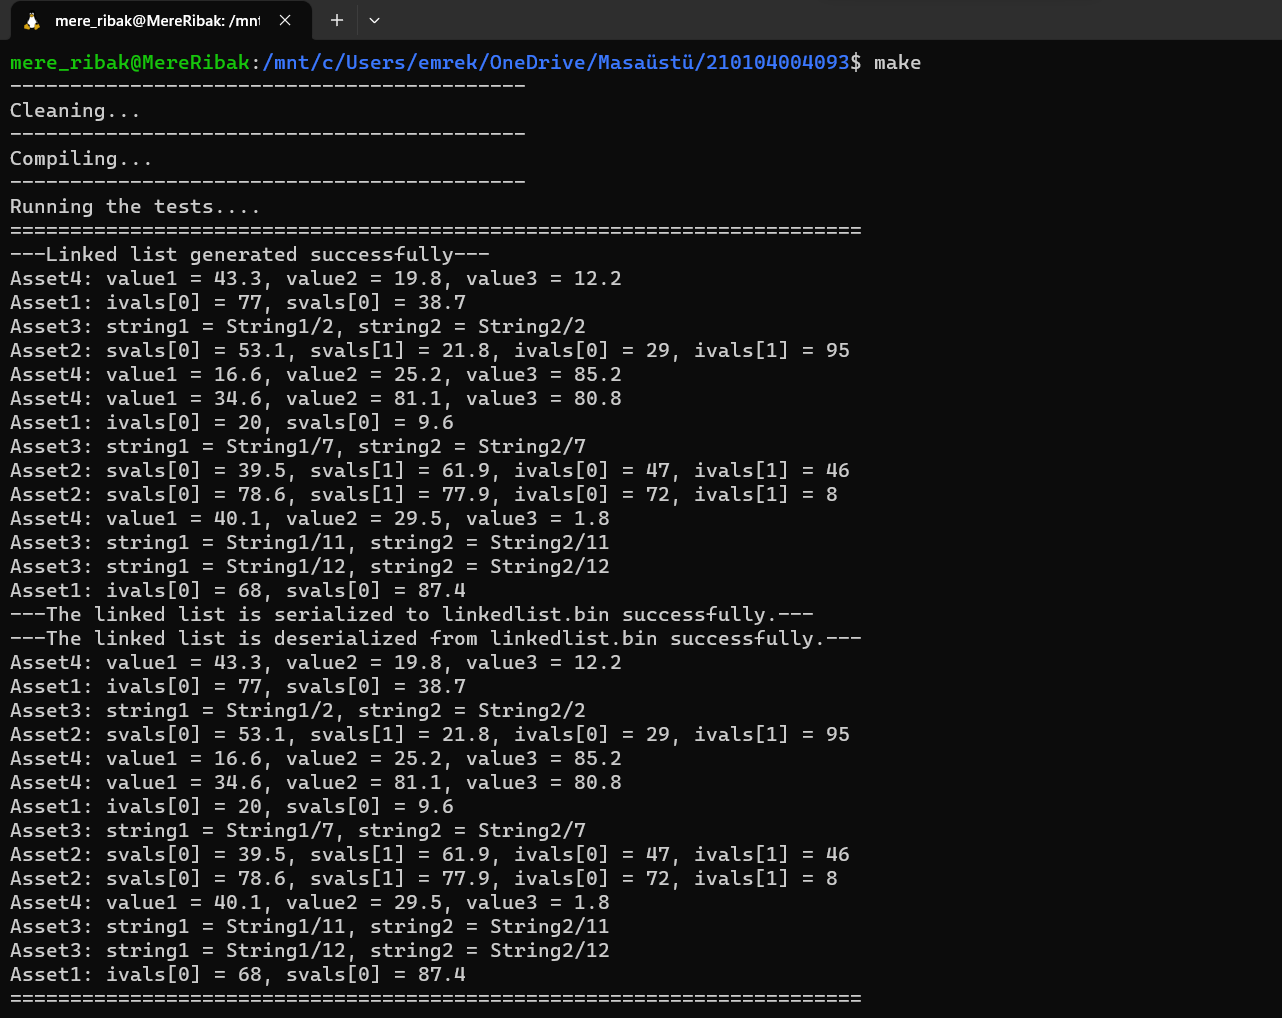 mere_ribak@MereRibak: /mnt
mere_ribak@MereRibak:/mnt/c/Users/emrek/OneDrive/Masaüstü/210104004093$ make
-------------------------------------------
Cleaning...
-------------------------------------------
Compiling...
-------------------------------------------
Running the tests....
=======================================================================
---Linked list generated successfully---
Asset4: value1 = 43.3, value2 = 19.8, value3 = 12.2
Asset1: ivals[0] = 77, svals[0] = 38.7
Asset3: string1 = String1/2, string2 = String2/2
Asset2: svals[0] = 53.1, svals[1] = 21.8, ivals[0] = 29, ivals[1] = 95
Asset4: value1 = 16.6, value2 = 25.2, value3 = 85.2
Asset4: value1 = 34.6, value2 = 81.1, value3 = 80.8
Asset1: ivals[0] = 20, svals[0] = 9.6
Asset3: string1 = String1/7, string2 = String2/7
Asset2: svals[0] = 39.5, svals[1] = 61.9, ivals[0] = 47, ivals[1] = 46
Asset2: svals[0] = 78.6, svals[1] = 77.9, ivals[0] = 72, ivals[1] = 8
Asset4: value1 = 40.1, value2 = 29.5, value3 = 1.8
Asset3: string1 = String1/11, string2 = String2/11
Asset3: string1 = String1/12, string2 = String2/12
Asset1: ivals[0] = 68, svals[0] = 87.4
---The linked list is serialized to linkedlist.bin successfully.---
---The linked list is deserialized from linkedlist.bin successfully.---
Asset4: value1 = 43.3, value2 = 19.8, value3 = 12.2
Asset1: ivals[0] = 77, svals[0] = 38.7
Asset3: string1 = String1/2, string2 = String2/2
Asset2: svals[0] = 53.1, svals[1] = 21.8, ivals[0] = 29, ivals[1] = 95
Asset4: value1 = 16.6, value2 = 25.2, value3 = 85.2
Asset4: value1 = 34.6, value2 = 81.1, value3 = 80.8
Asset1: ivals[0] = 20, svals[0] = 9.6
Asset3: string1 = String1/7, string2 = String2/7
Asset2: svals[0] = 39.5, svals[1] = 61.9, ivals[0] = 47, ivals[1] = 46
Asset2: svals[0] = 78.6, svals[1] = 77.9, ivals[0] = 72, ivals[1] = 8
Asset4: value1 = 40.1, value2 = 29.5, value3 = 1.8
Asset3: string1 = String1/11, string2 = String2/11
Asset3: string1 = String1/12, string2 = String2/12
Asset1: ivals[0] = 68, svals[0] = 87.4
=======================================================================